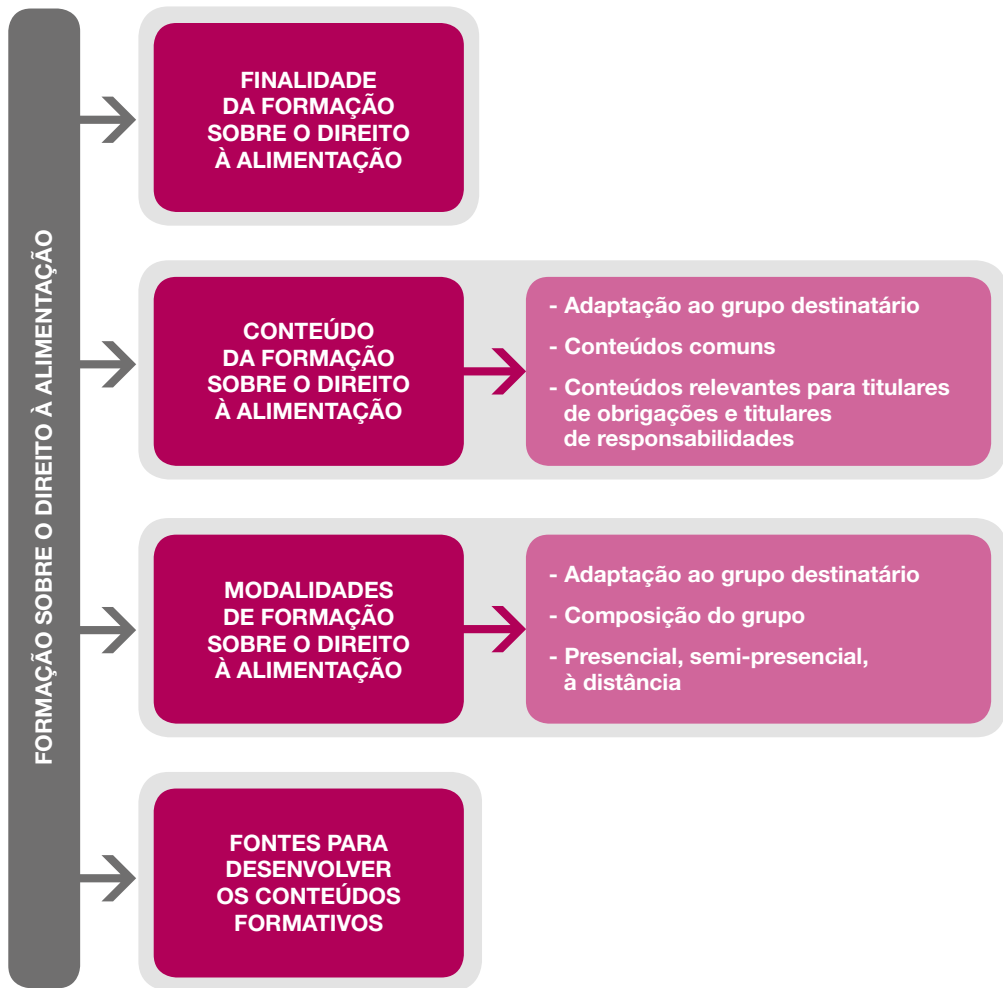 FORMAÇÃO SOBRE O DIREITO À ALIMENTAÇÃO
FINALIDADE
DA FORMAÇÃO
SOBRE O DIREITO
À ALIMENTAÇÃO
CONTEÚDO
DA FORMAÇÃO
SOBRE O DIREITO
À ALIMENTAÇÃO
- Adaptação ao grupo destinatário
- Conteúdos comuns
- Conteúdos relevantes para titulares
de obrigações e titulares
de responsabilidades
MODALIDADES
DE FORMAÇÃO
SOBRE O DIREITO
À ALIMENTAÇÃO
- Adaptação ao grupo destinatário
- Composição do grupo
- Presencial, semi-presencial,
à distância
FONTES PARA
DESENVOLVER
OS CONTEÚDOS
FORMATIVOS